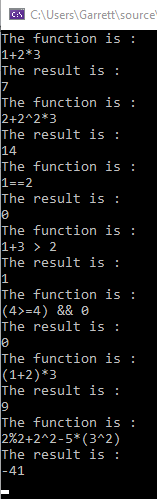 C:\Users\Garrett\source\
The function is :
1+2*3
The result is :
7
The function is :
2+2^2*3
The result is :
14
The function is :
1==2
The result is :
0
The function is :
1+3 > 2
The result is :
1
The function is :
(4>=4) && 0
The result is :
0
The function is :
(1+2)*3
The result is :
9
The function is :
2%2+2^2-5*(3^2)
The result is :
-41